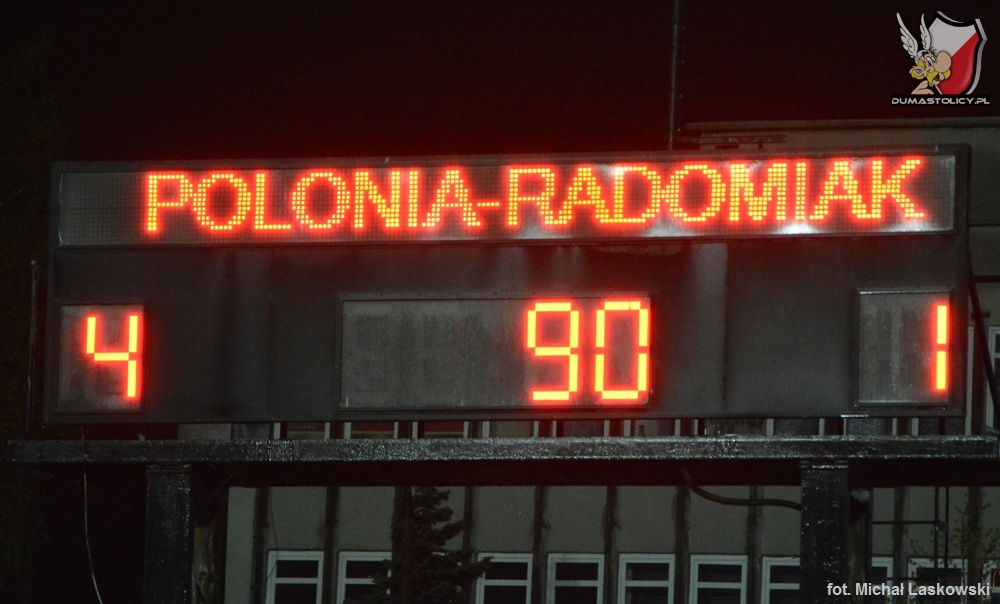 DUMASTOLICY.PL
POLONIA-RADOMIAK
4 90 1
fot. Michał Laskowski